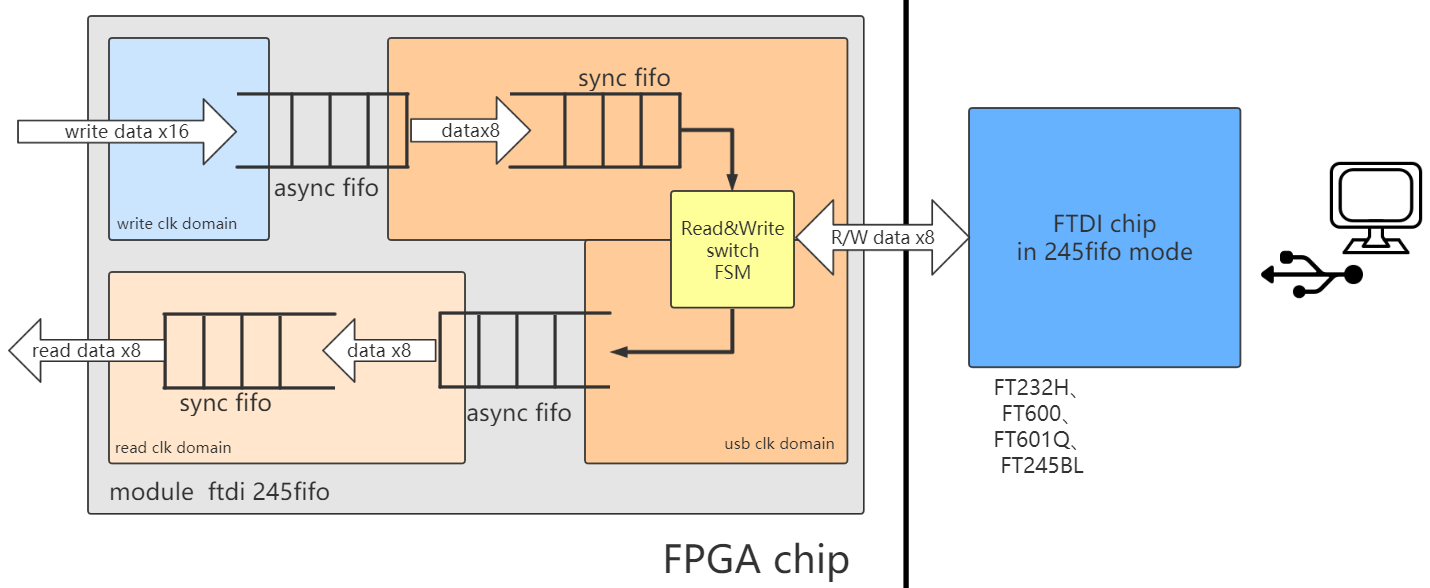 sync fifo
write data x16
datax8
async fifo
write clk domain
Read&Write
switch
FSM
R/W data x8
FTDI chip
in 245fifo mode
read data x8
data x8
sync fifo
async fifo
read clk domain
usb clk domain
FT232H、
FT600、
FT601Q、
FT245BL
module ftdi 245fifo
FPGA chip